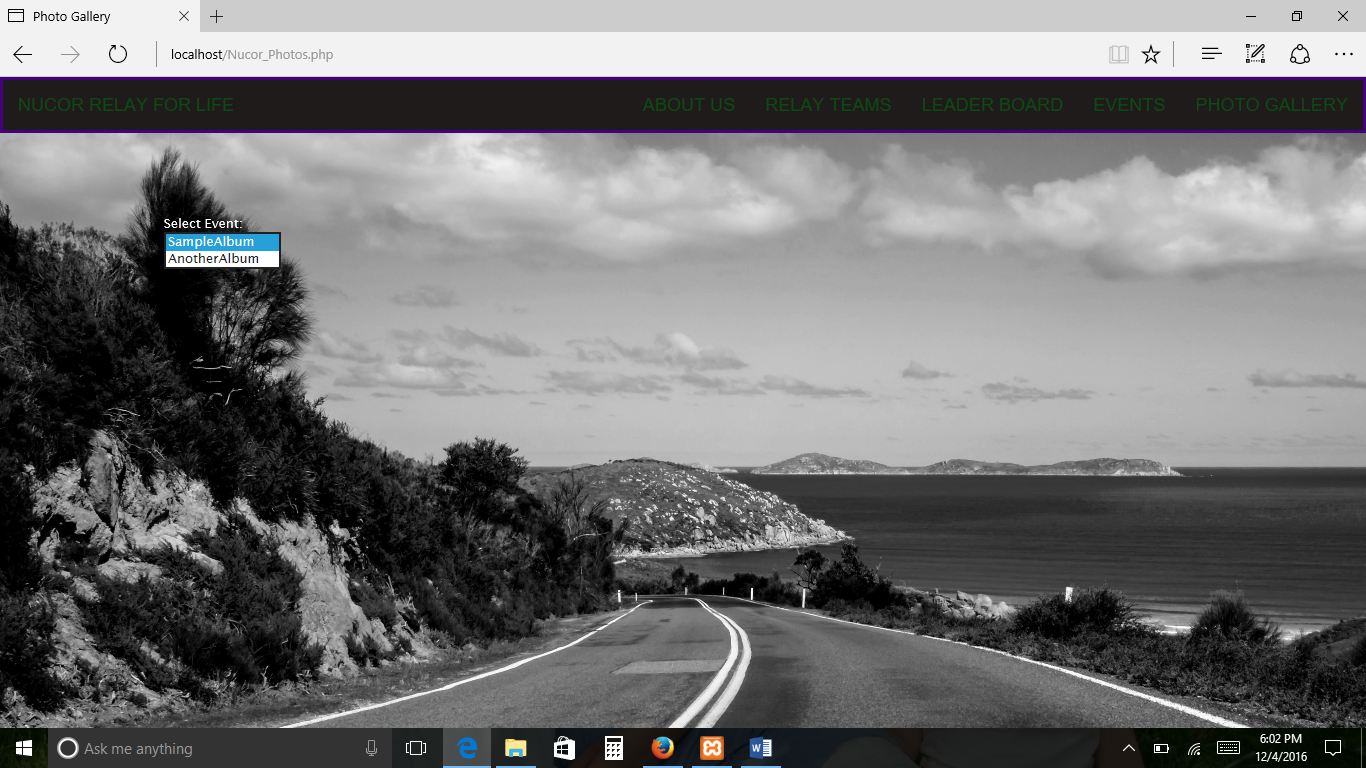 Photo Gallery
localhost/Nucor_Photos.php
NUCOR RELAY FOR LIFE ABOUT US RELAY TEAMS LEADER BOARD EVENTS PHOTO GALLERY
Select Event:
SampleAlbum
AnotherAlbum
Ask me anything
6:02 PM
12/4/2016